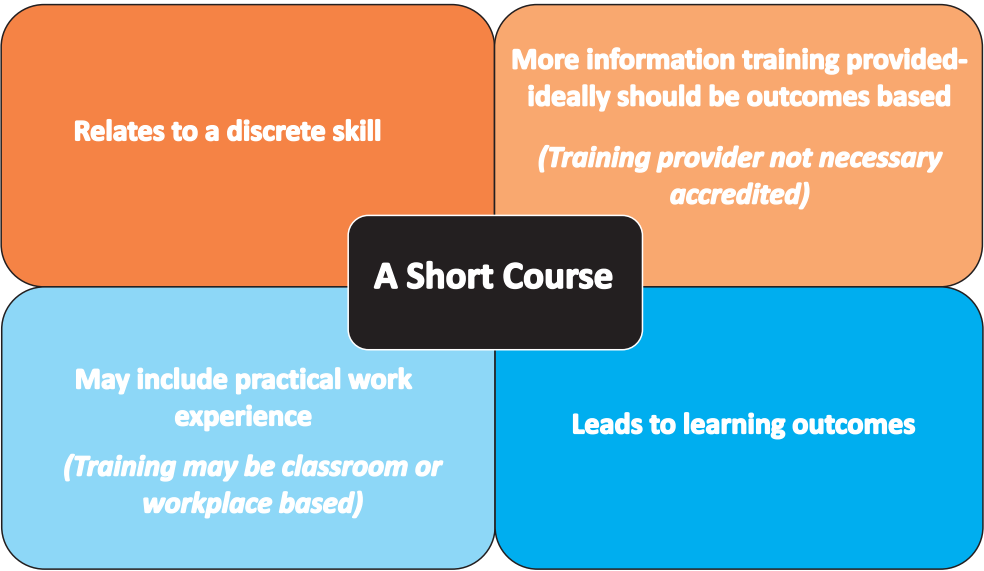 Relates to a discrete skill
More information training provided-
ideally should be outcomes based
(Training provider not necessary
accredited)
A Short Course
May include practical work
experience
(Training may be classroom or
workplace based)
Leads to learning outcomes